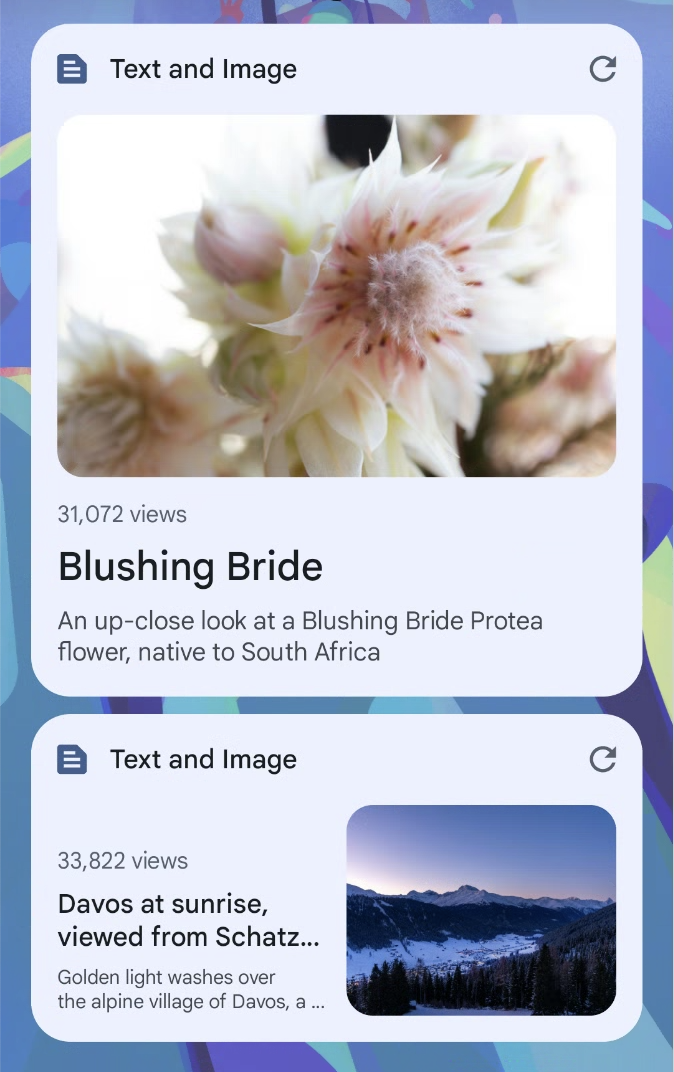 Text and Image
31,072 views
Blushing Bride
An up-close look at a Blushing Bride Protea
flower, native to South Africa
Text and Image
33,822 views
Davos at sunrise,
viewed from Schatz...
Golden light washes over
the alpine village of Davos, a ...